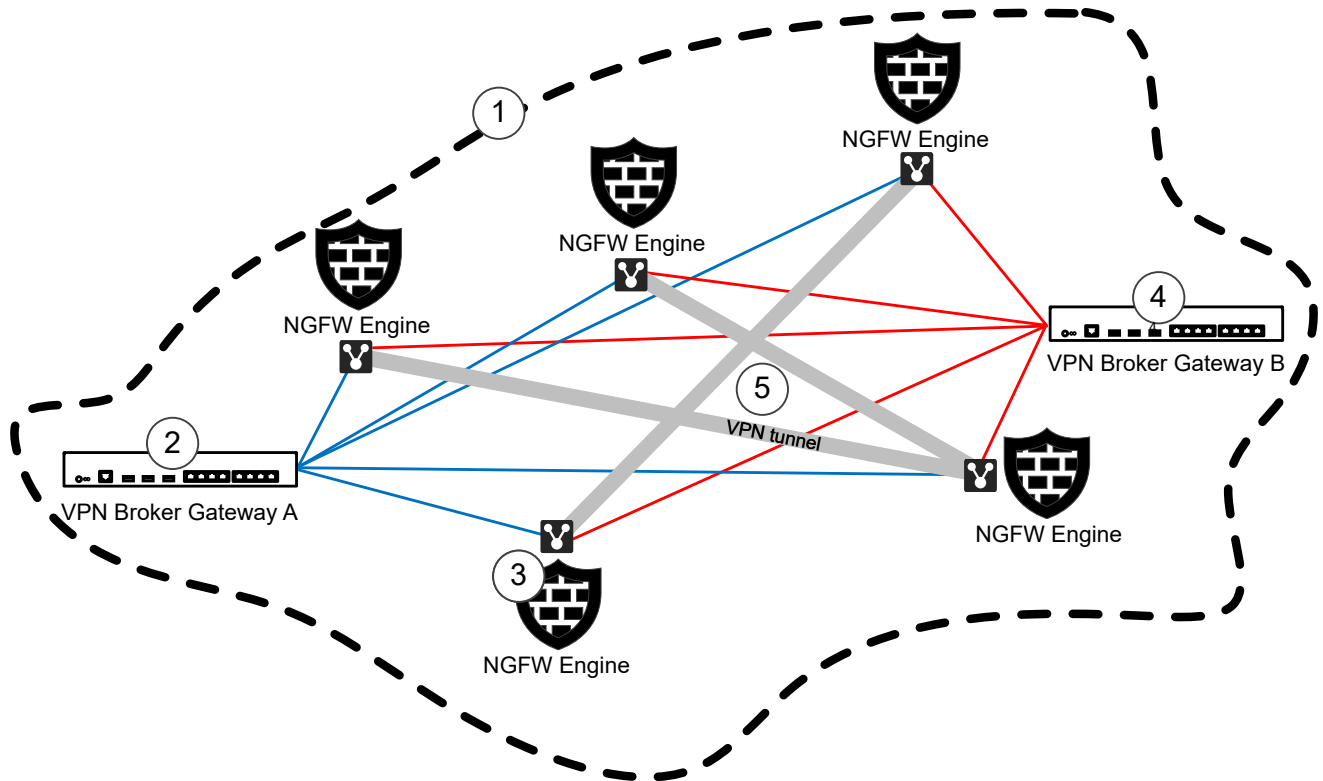 1
NGFW Engine
NGFW Engine
4
NGFW Engine
VPN Broker Gateway B
5
VPN tunnel
2
VPN Broker Gateway A
NGFW Engine
3
NGFW Engine